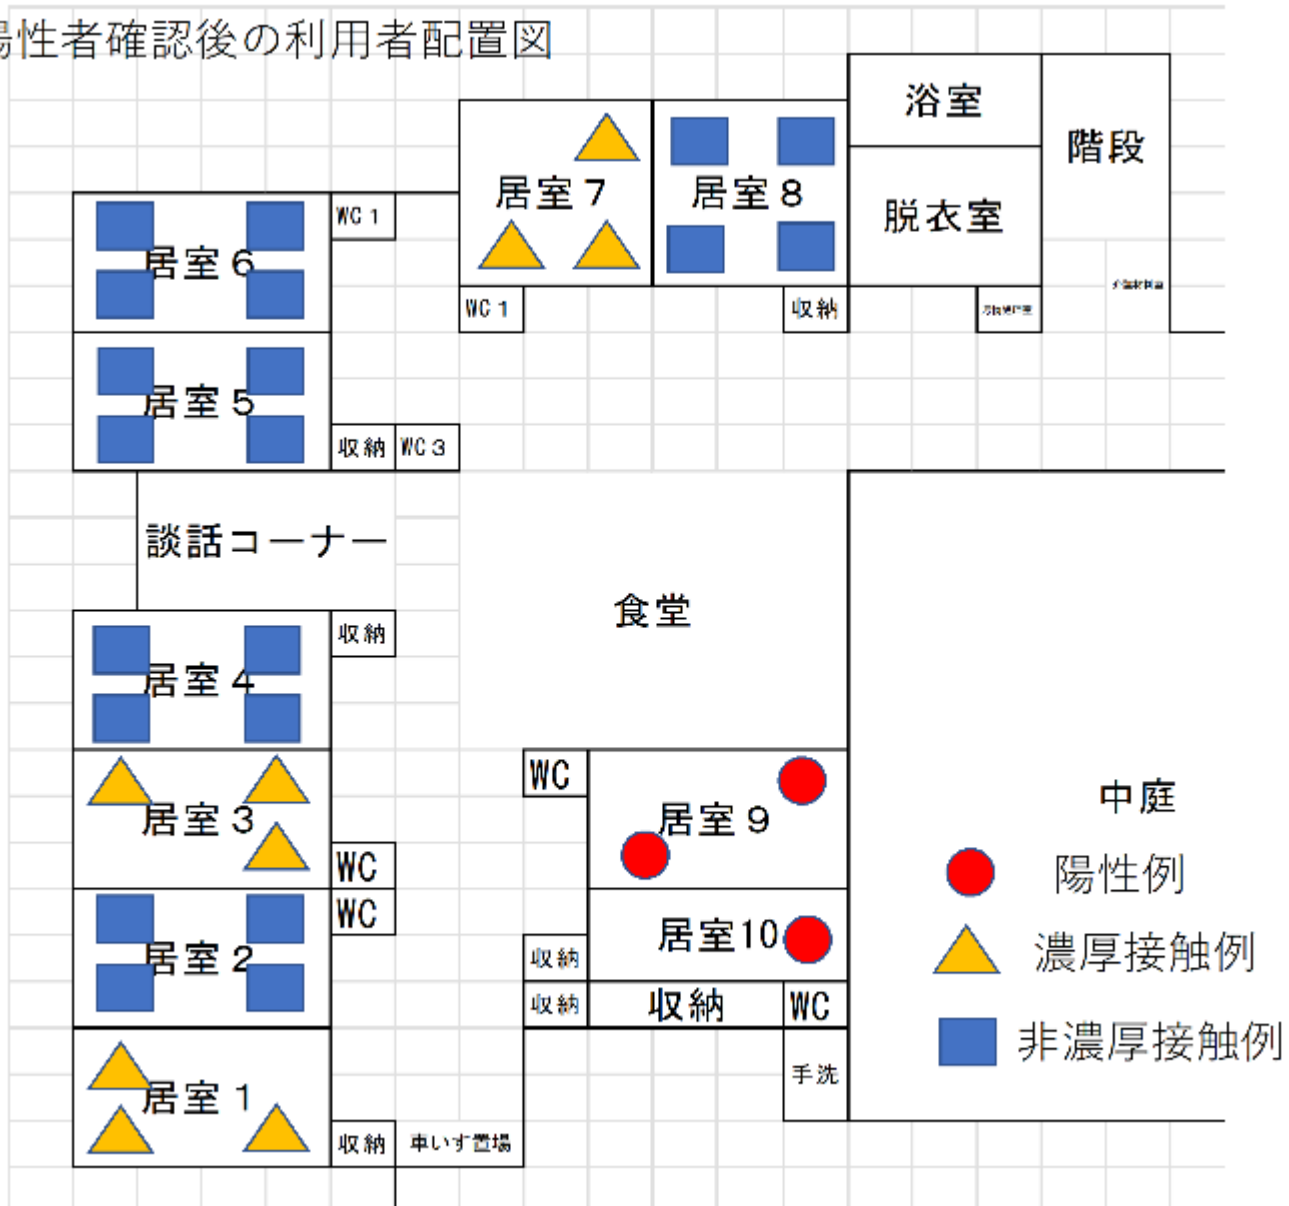 陽性者確認後の利用者配置図
浴室
階段
居室7
居室8
脱衣室
WC1
居室6
WC1
収納
居室5
収納
WC3
談話コーナー
食堂
収納
居室4
WC
居室3
居室9
中庭
WC
陽性例
WC
居室10
濃厚接触例
居室2
収納
収納
収納
WC
非濃厚接触例
手洗
居室1
収納
車いす置場